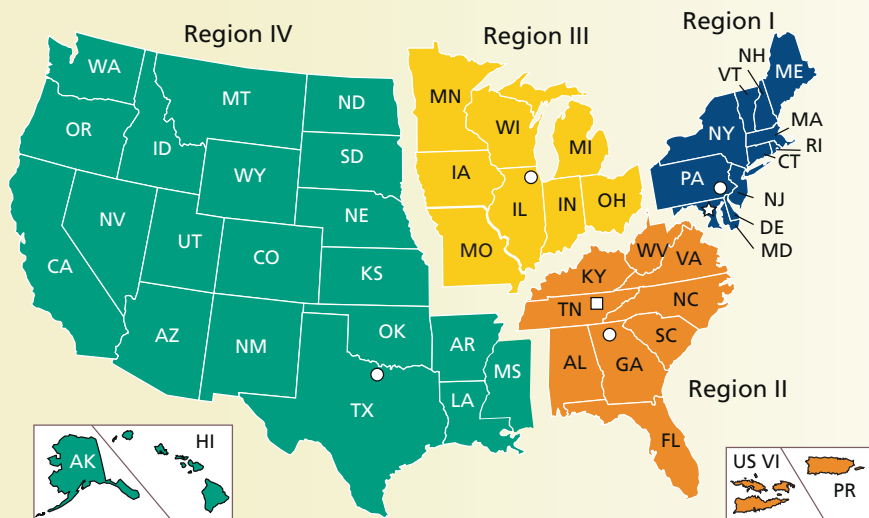 Region IV
Region III
Region I
WA
MT
ND
OR
ID
SD
WY
NV
NE
UT
CO
CA
KS
AZ
NM
OK
AR
TX
LA
MS
AK
HI
MN
WI
MI
IA
IL
IN
OH
MO
NH
VT
ME
NY
MA
RI
CT
PA
NJ
DE
MD
WV
VA
KY
TN
NC
SC
AL
GA
FL
Region II
US VI
PR